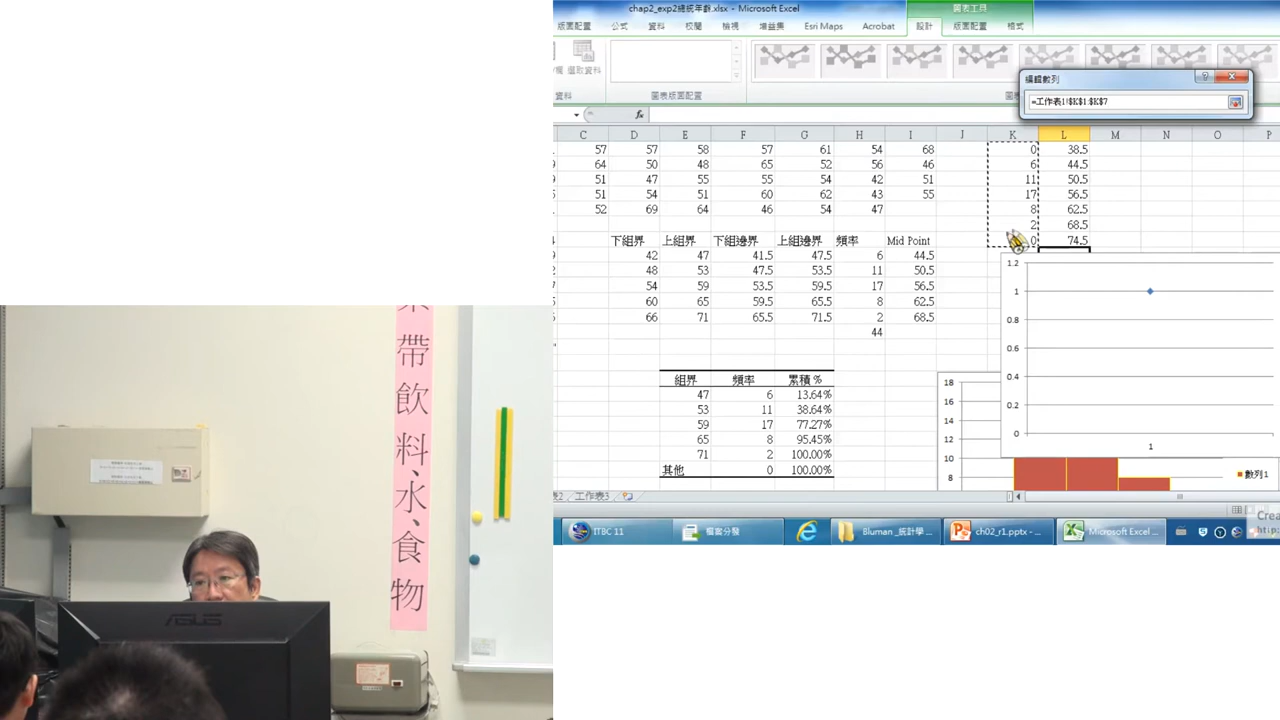 chap2_exp2總統年齡.xlsx - Microsoft Excel
圖表工具
版面配置 公式 資料 校閱 檢視 增益集 Esri Maps Acrobat 設計 版面配置 格式
選取資料
資料 圖表版面配置
編輯數列
=工作表1!$K$1:$K$7
fx
C D E F G H I J K L M N O P
57 57 58 57 61 54 68 0 38.5
64 50 48 65 52 56 46 6 44.5
51 47 55 55 54 42 51 11 50.5
51 54 51 60 62 43 55 17 56.5
52 69 64 46 54 47 8 62.5
2 68.5
下組界 上組界 下組邊界 上組邊界 頻率 Mid Point 0 74.5
42 47 41.5 47.5 6 44.5
48 53 47.5 53.5 11 50.5
54 59 53.5 59.5 17 56.5
60 65 59.5 65.5 8 62.5
66 71 65.5 71.5 2 68.5
44
組界 頻率 累積 %
47 6 13.64%
53 11 38.64%
59 17 77.27%
65 8 95.45%
71 2 100.00%
其他 0 100.00%
1.2
1
0.8
0.6
0.4
0.2
0
1
18
16
14
12
10
8
數列1
工作表3
ITBC 11 檔案分發 Bluman_統計學... ch02_r1.pptx - ... Microsoft Excel ...
帶飲料、水、食物
ASUS